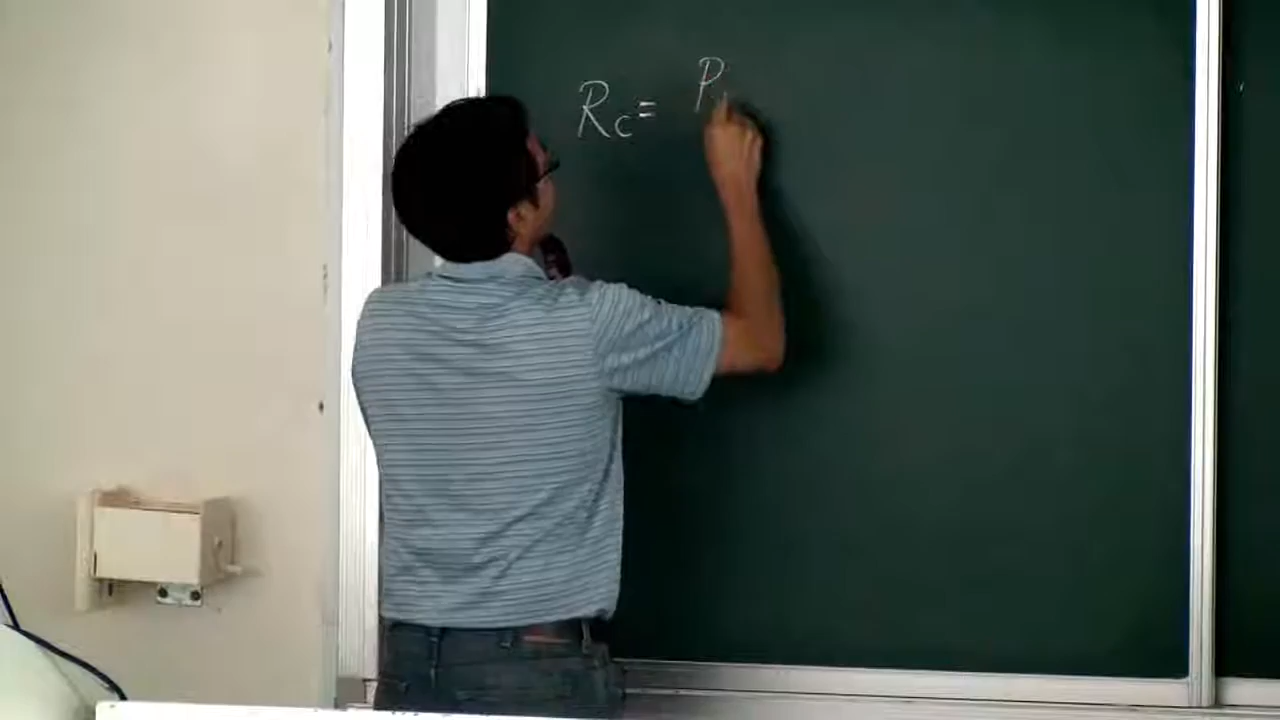 Rc = P